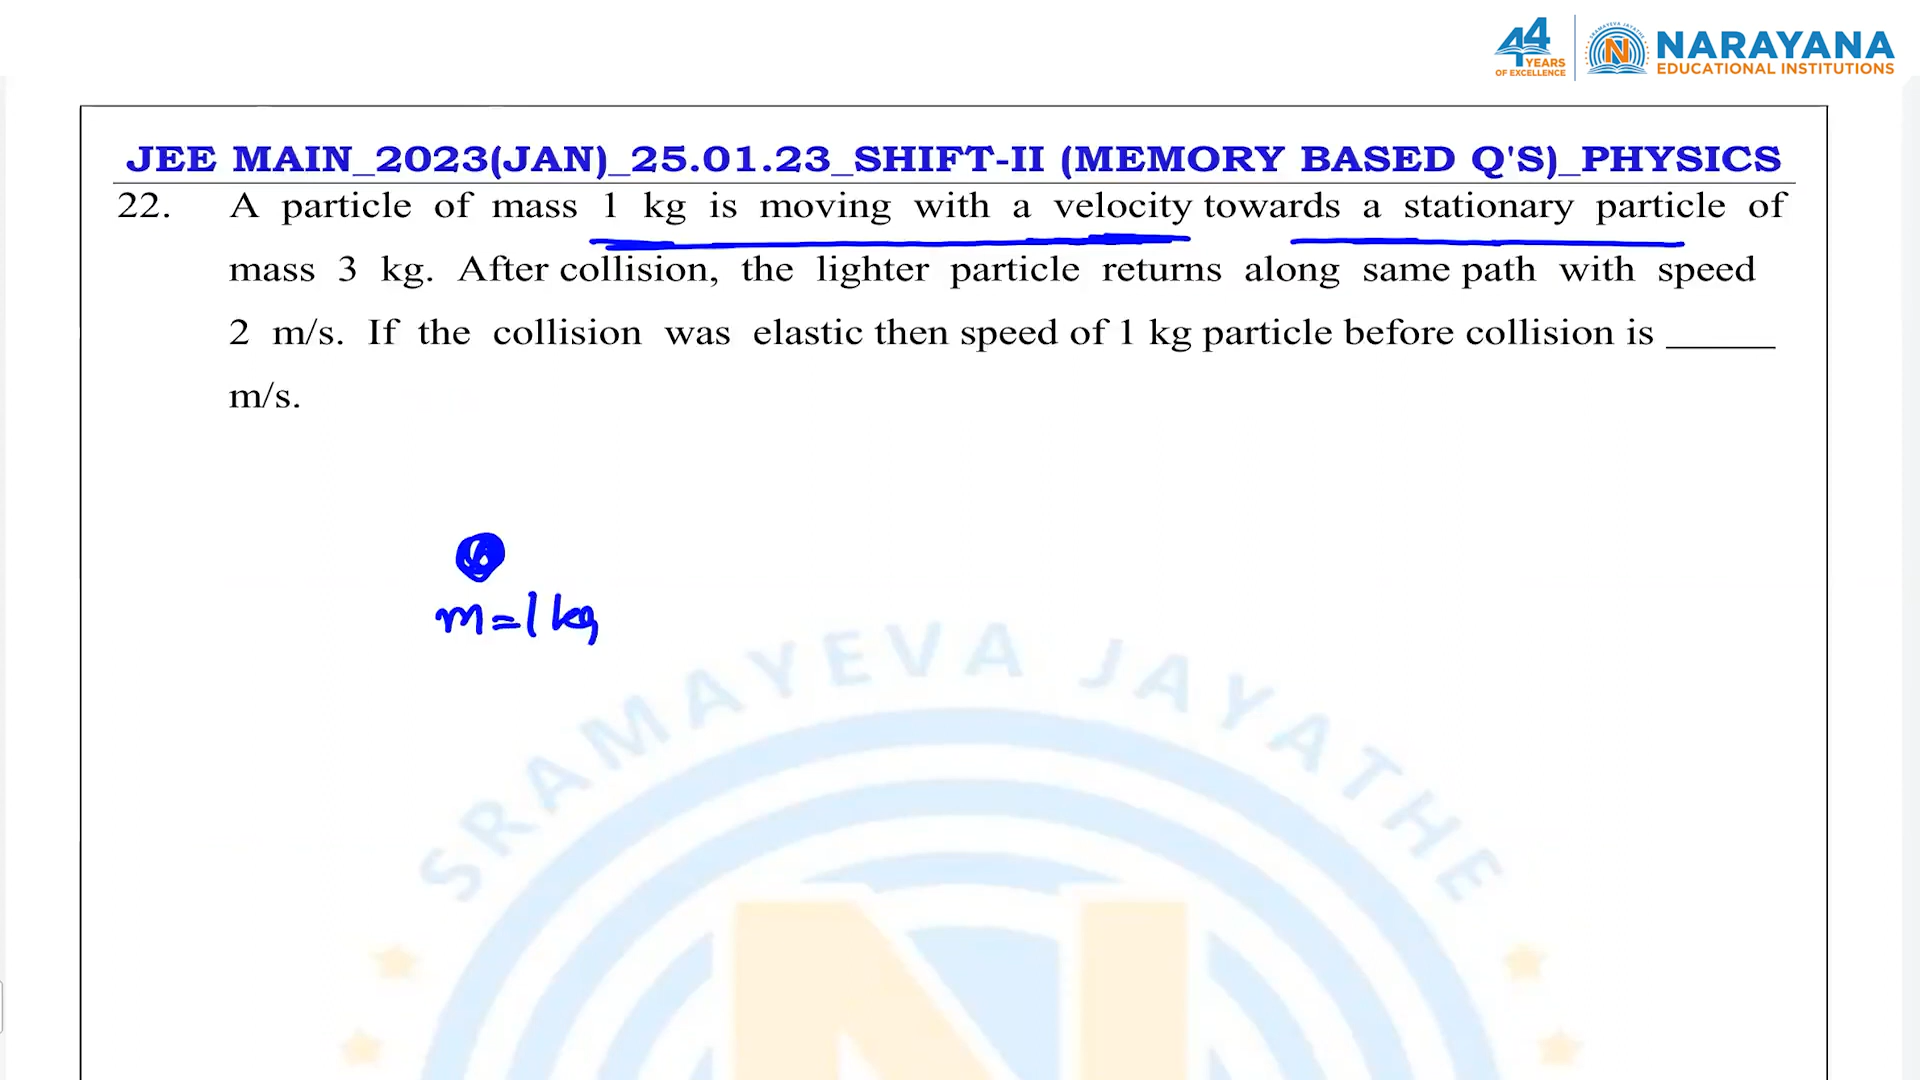 44
YEARS
OF EXCELLENCE
SRAMAYEVA JAYATHE
N
NARAYANA
EDUCATIONAL INSTITUTIONS
JEE MAIN_2023(JAN)_25.01.23_SHIFT-II (MEMORY BASED Q'S)_PHYSICS
22. A particle of mass 1 kg is moving with a velocity towards a stationary particle of
mass 3 kg. After collision, the lighter particle returns along same path with speed
2 m/s. If the collision was elastic then speed of 1 kg particle before collision is ______
m/s.
m=1 kg
SRAMAYEVA JAYATHE
N